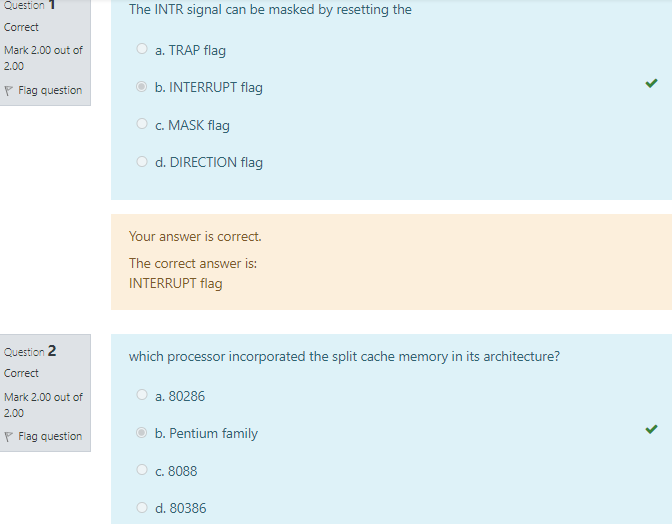 Question 1
Correct
Mark 2.00 out of
2.00
Flag question
The INTR signal can be masked by resetting the
a. TRAP flag
b. INTERRUPT flag
c. MASK flag
d. DIRECTION flag
Your answer is correct.
The correct answer is:
INTERRUPT flag
Question 2
Correct
Mark 2.00 out of
2.00
Flag question
which processor incorporated the split cache memory in its architecture?
a. 80286
b. Pentium family
c. 8088
d. 80386